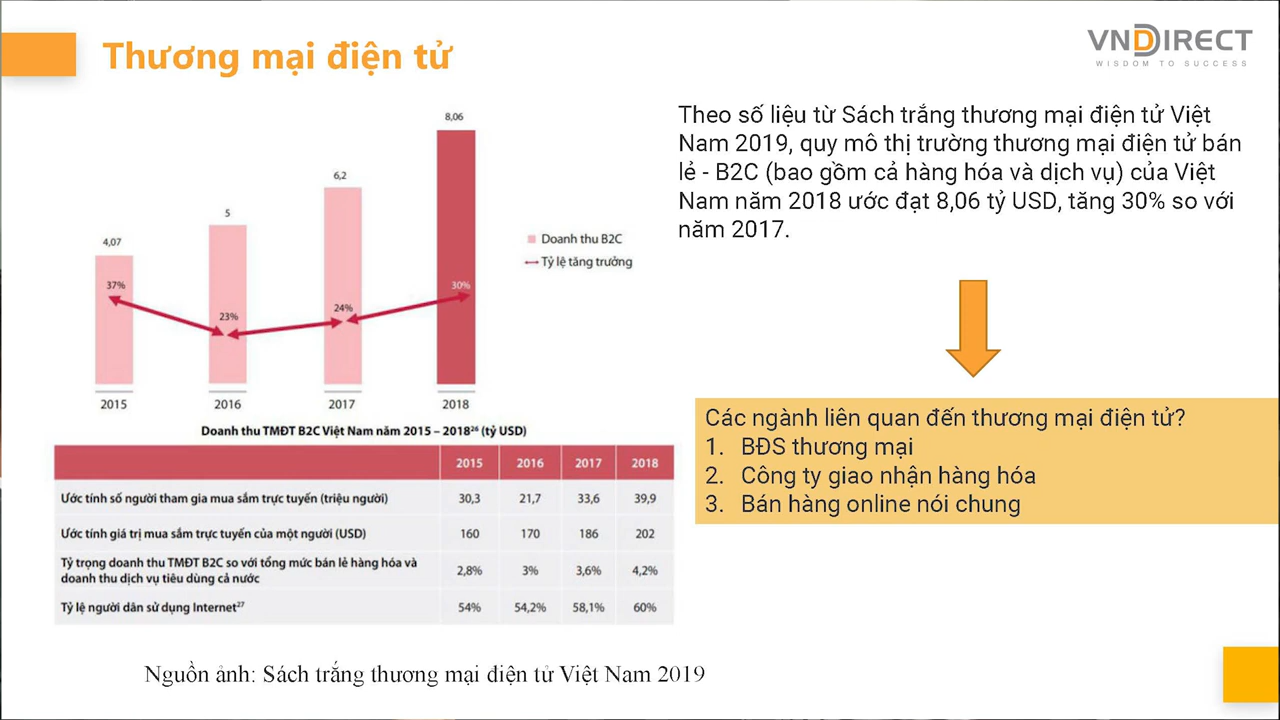 Thương mại điện tử
VNDIRECT
WISDOM TO SUCCESS
8,06
6,2
5
4,07
37%
23%
24%
30%
Doanh thu B2C
Tỷ lệ tăng trưởng
2015 2016 2017 2018
Doanh thu TMĐT B2C Việt Nam năm 2015 – 2018²⁶ (tỷ USD)
2015 2016 2017 2018
Ước tính số người tham gia mua sắm trực tuyến (triệu người) 30,3 21,7 33,6 39,9
Ước tính giá trị mua sắm trực tuyến của một người (USD) 160 170 186 202
Tỷ trọng doanh thu TMĐT B2C so với tổng mức bán lẻ hàng hóa và
doanh thu dịch vụ tiêu dùng cả nước 2,8% 3% 3,6% 4,2%
Tỷ lệ người dân sử dụng Internet²⁷ 54% 54,2% 58,1% 60%
Nguồn ảnh: Sách trắng thương mại điện tử Việt Nam 2019
Theo số liệu từ Sách trắng thương mại điện tử Việt
Nam 2019, quy mô thị trường thương mại điện tử bán
lẻ - B2C (bao gồm cả hàng hóa và dịch vụ) của Việt
Nam năm 2018 ước đạt 8,06 tỷ USD, tăng 30% so với
năm 2017.
Các ngành liên quan đến thương mại điện tử?
1. BĐS thương mại
2. Công ty giao nhận hàng hóa
3. Bán hàng online nói chung